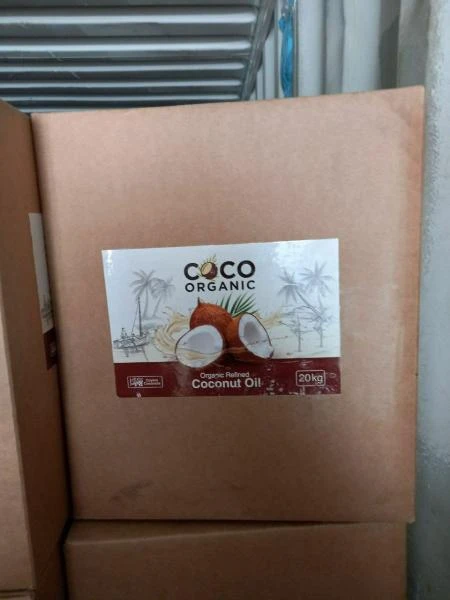 COCO
ORGANIC
Organic Refined
Coconut Oil
20kg